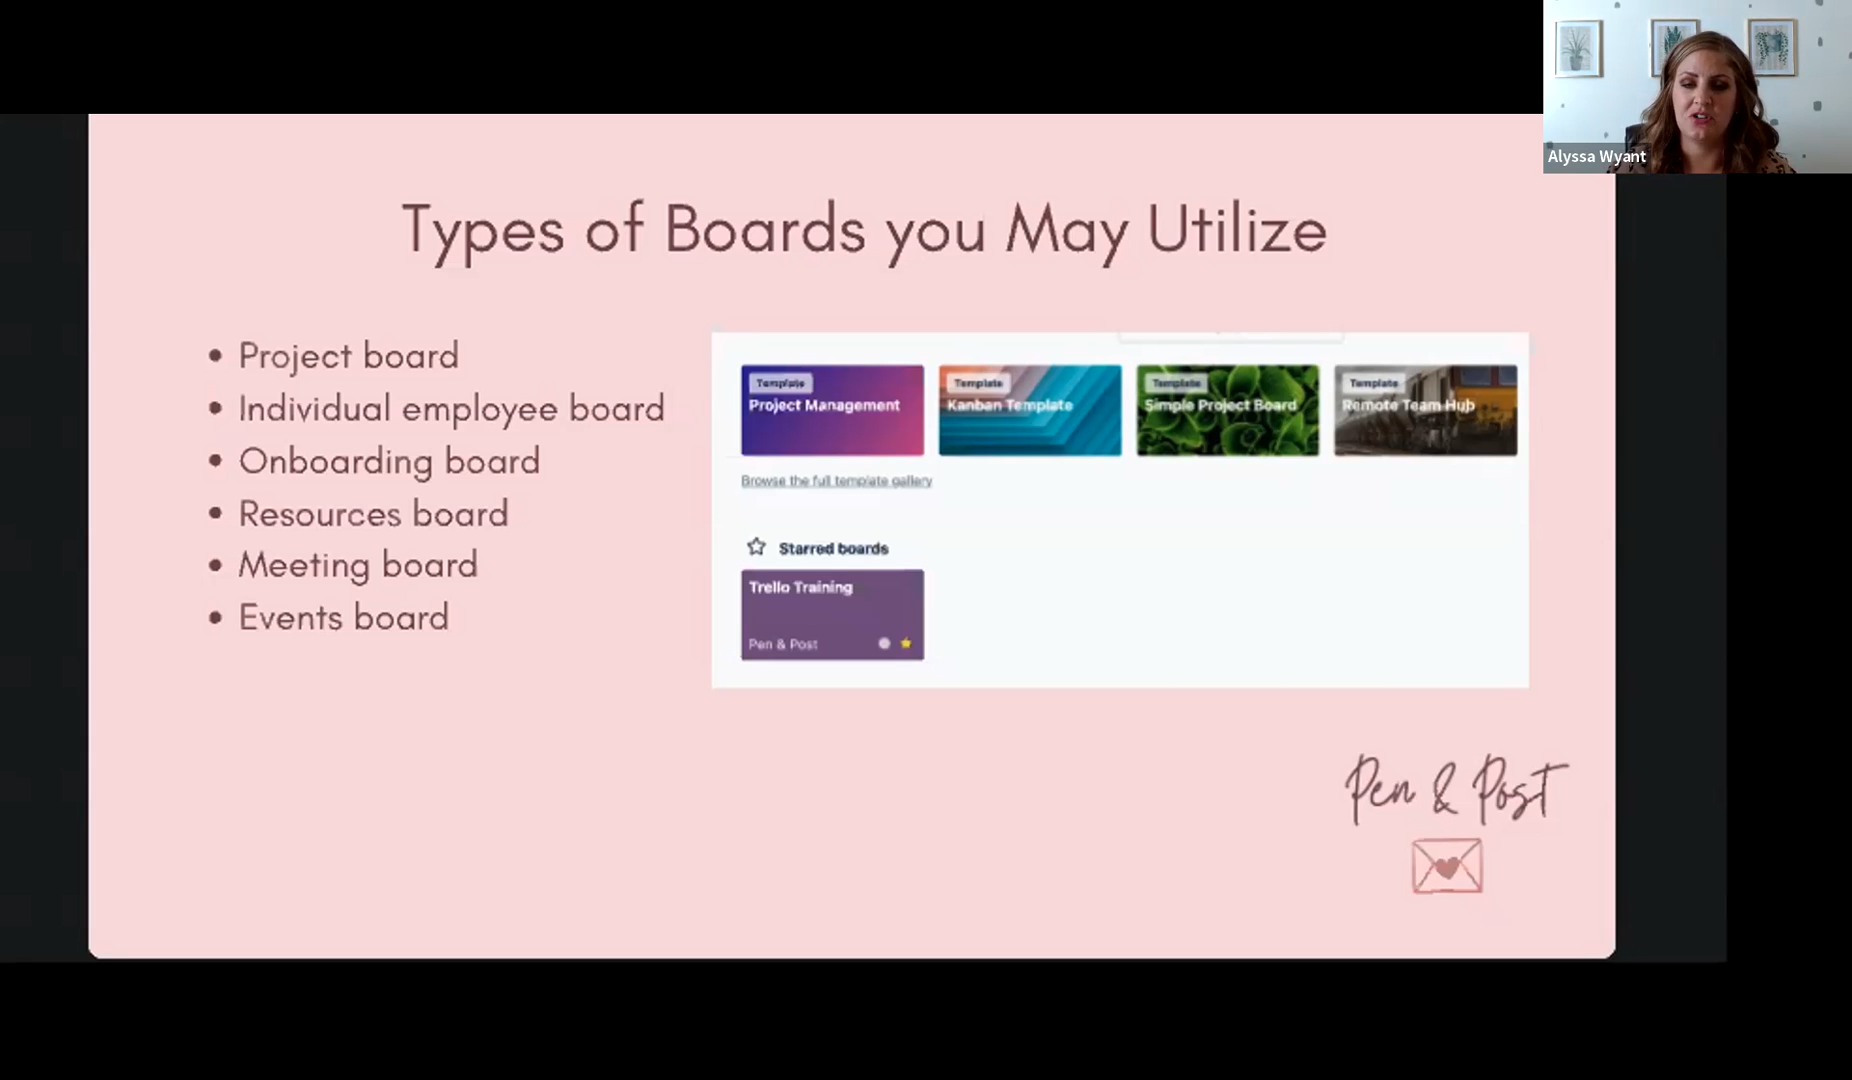 Alyssa Wyant
Types of Boards you May Utilize
• Project board
• Individual employee board
• Onboarding board
• Resources board
• Meeting board
• Events board
Template
Project Management
Template
Kanban Template
Template
Simple Project Board
Template
Remote Team Hub
Browse the full template gallery
Starred boards
Trello Training
Pen & Post
Pen & Post